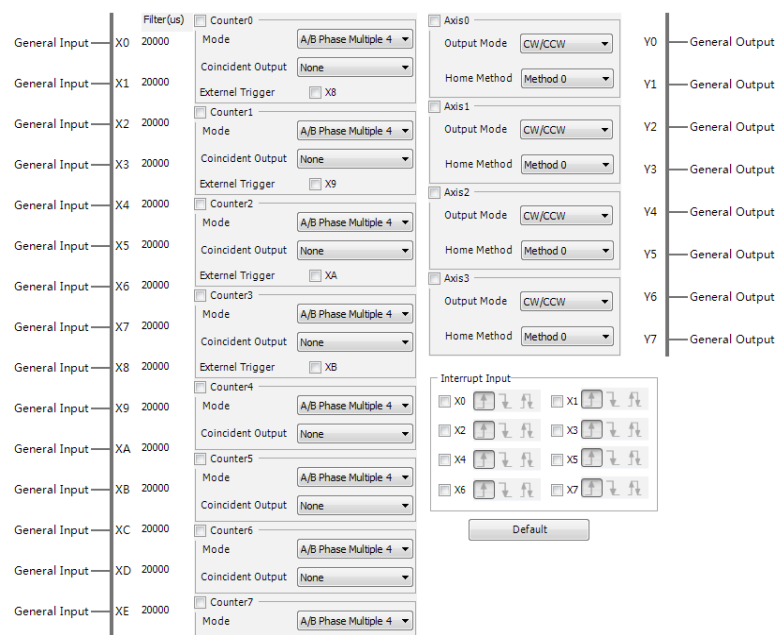 Filter(us)
General Input X0 20000
General Input X1 20000
General Input X2 20000
General Input X3 20000
General Input X4 20000
General Input X5 20000
General Input X6 20000
General Input X7 20000
General Input X8 20000
General Input X9 20000
General Input XA 20000
General Input XB 20000
General Input XC 20000
General Input XD 20000
General Input XE 20000
Counter0
Mode A/B Phase Multiple 4
Coincident Output None
Externel Trigger X8
Counter1
Mode A/B Phase Multiple 4
Coincident Output None
Externel Trigger X9
Counter2
Mode A/B Phase Multiple 4
Coincident Output None
Externel Trigger XA
Counter3
Mode A/B Phase Multiple 4
Coincident Output None
Externel Trigger XB
Counter4
Mode A/B Phase Multiple 4
Coincident Output None
Counter5
Mode A/B Phase Multiple 4
Coincident Output None
Counter6
Mode A/B Phase Multiple 4
Coincident Output None
Counter7
Mode A/B Phase Multiple 4
Axis0
Output Mode CW/CCW
Home Method Method 0
Axis1
Output Mode CW/CCW
Home Method Method 0
Axis2
Output Mode CW/CCW
Home Method Method 0
Axis3
Output Mode CW/CCW
Home Method Method 0
Interrupt Input
X0 X1
X2 X3
X4 X5
X6 X7
Default
Y0 General Output
Y1 General Output
Y2 General Output
Y3 General Output
Y4 General Output
Y5 General Output
Y6 General Output
Y7 General Output